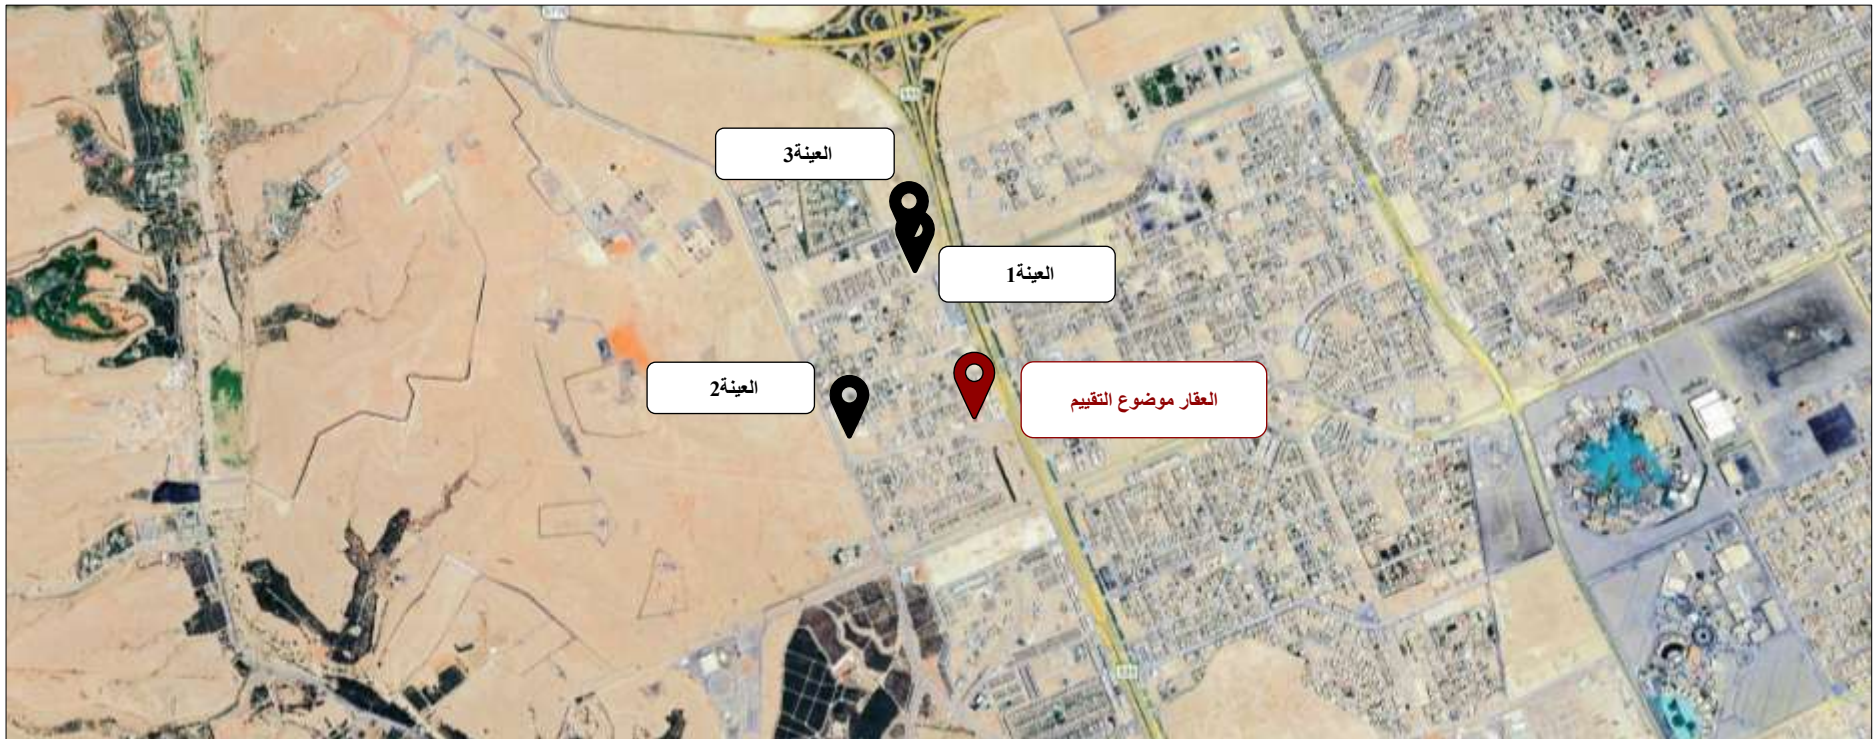 العينة3
العينة1
العينة2
العقار موضوع التقييم